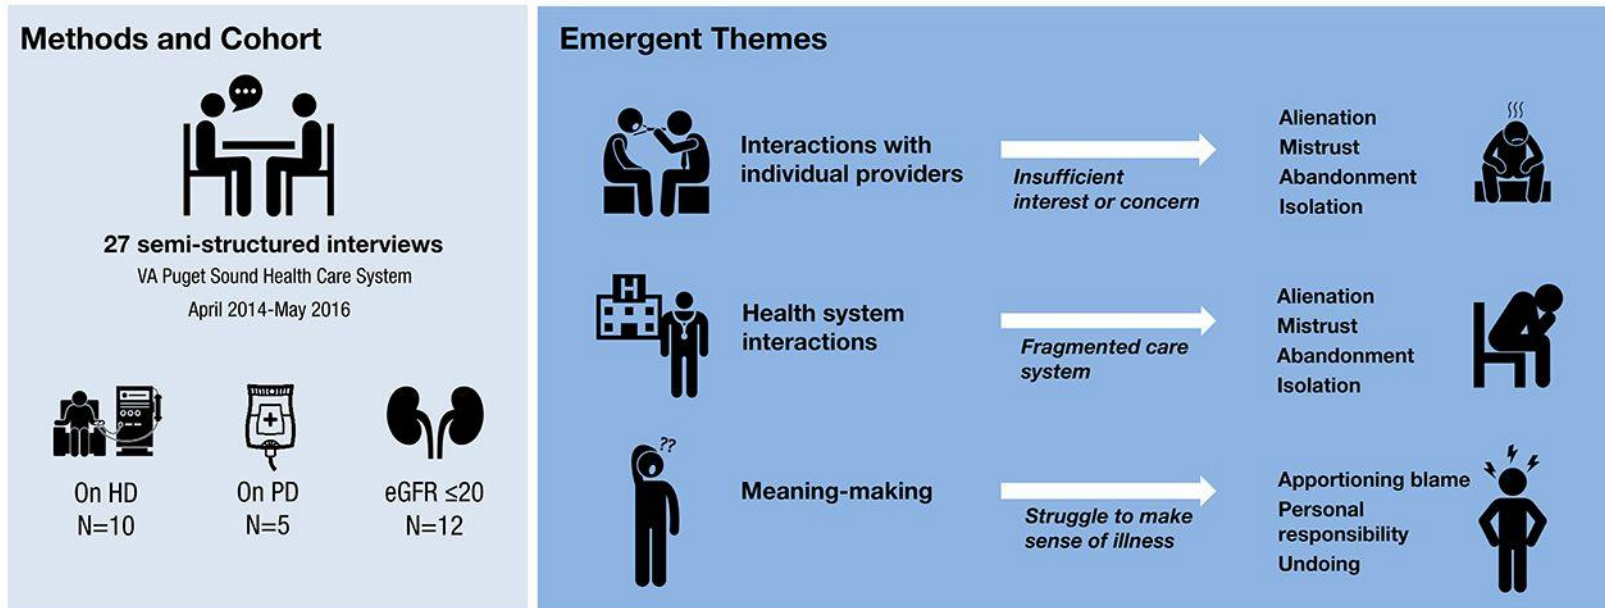 Methods and Cohort
27 semi-structured interviews
VA Puget Sound Health Care System
April 2014-May 2016
On HD
N=10
On PD
N=5
eGFR ≤20
N=12
Emergent Themes
H
Interactions with
individual providers
Insufficient
interest or concern
Alienation
Mistrust
Abandonment
Isolation
Health system
interactions
Fragmented care
system
Alienation
Mistrust
Abandonment
Isolation
??
Meaning-making
Struggle to make
sense of illness
Apportioning blame
Personal
responsibility
Undoing